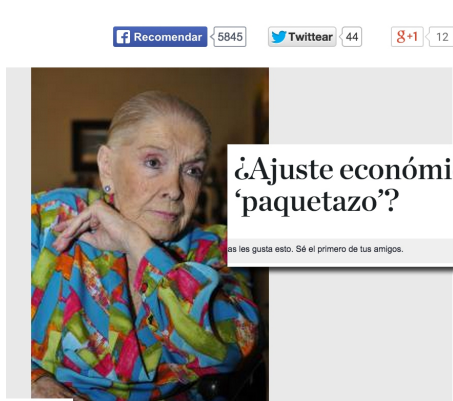 Recomendar 5845 Twittear 44 g+1 12
¿Ajuste económi
‘paquetazo’?
as les gusta esto. Sé el primero de tus amigos.